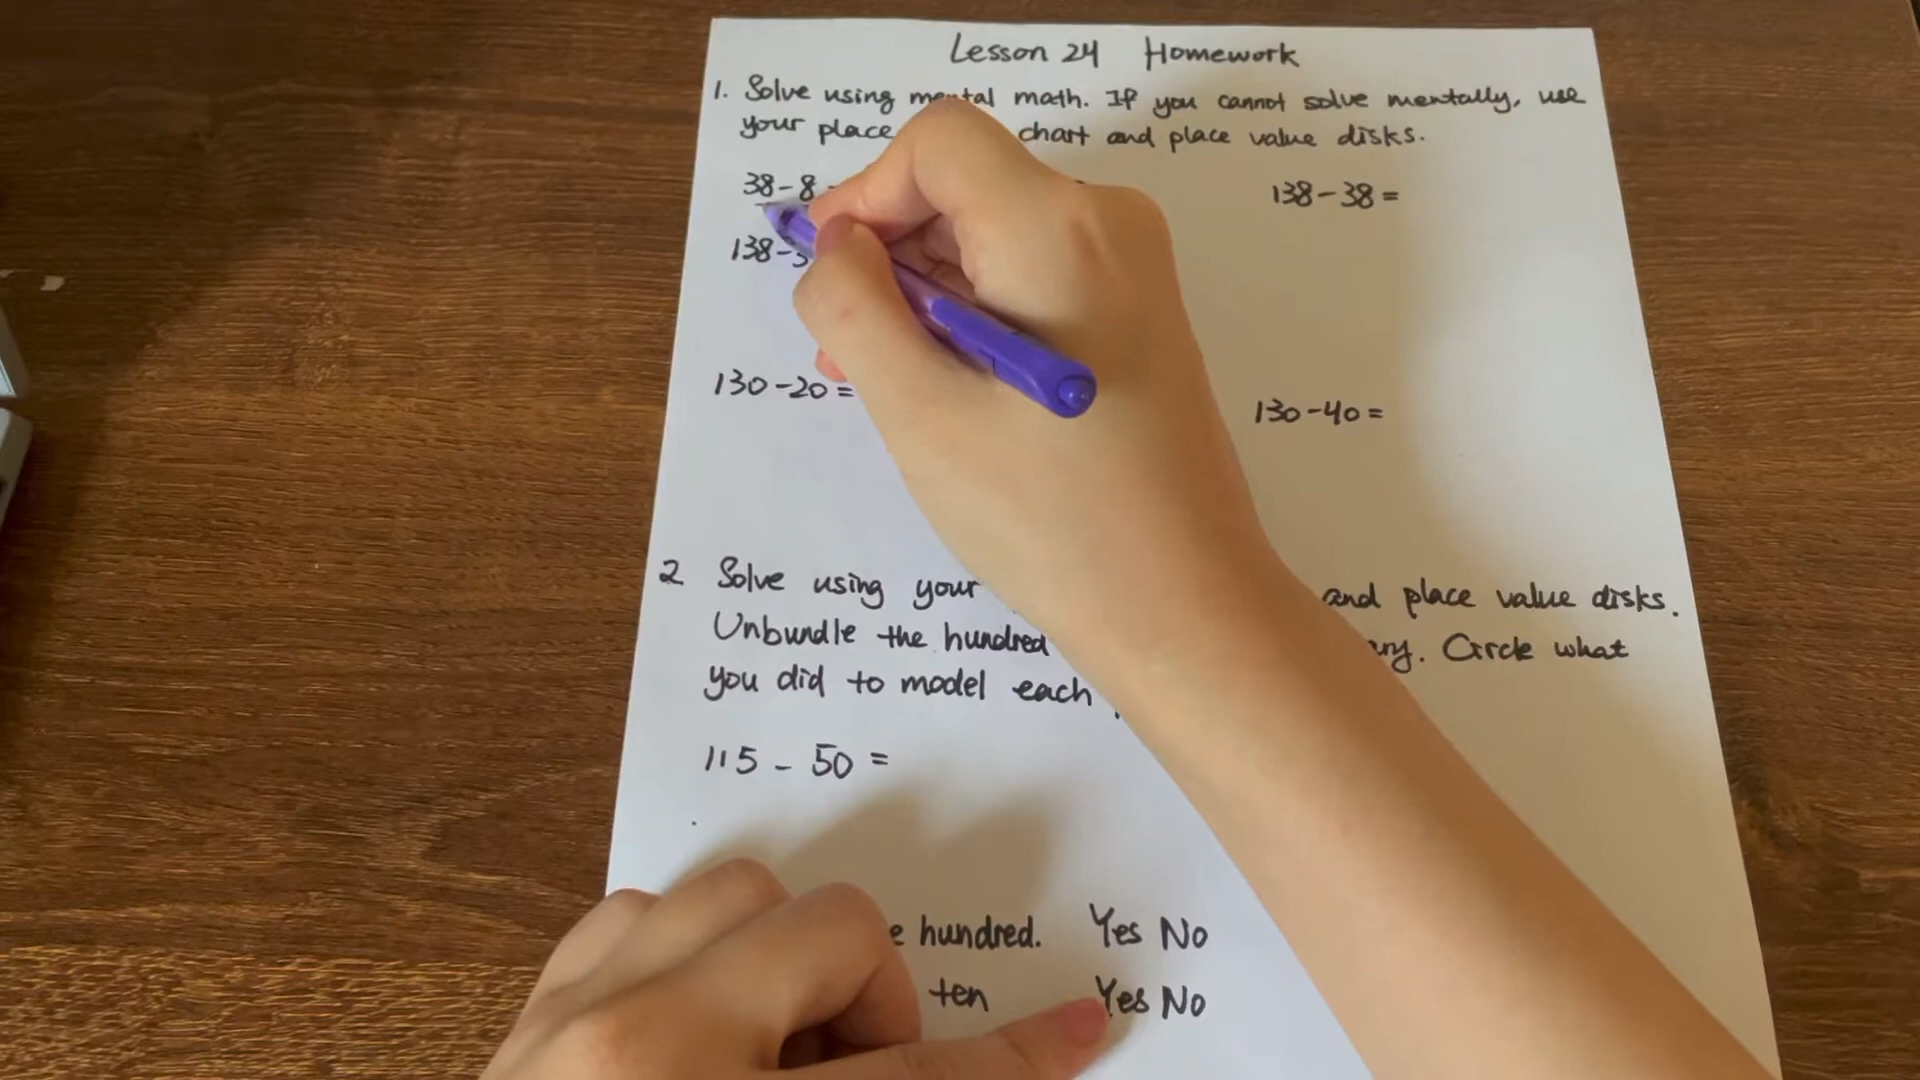 Lesson 24 Homework
1. Solve using mental math. If you cannot solve mentally, use
your place chart and place value disks.
38-8 138-38=
138-3
130-20= 130-40=
2 Solve using your and place value disks.
Unbundle the hundred Circle what
you did to model each
115 - 50 =
hundred. Yes No
ten Yes No